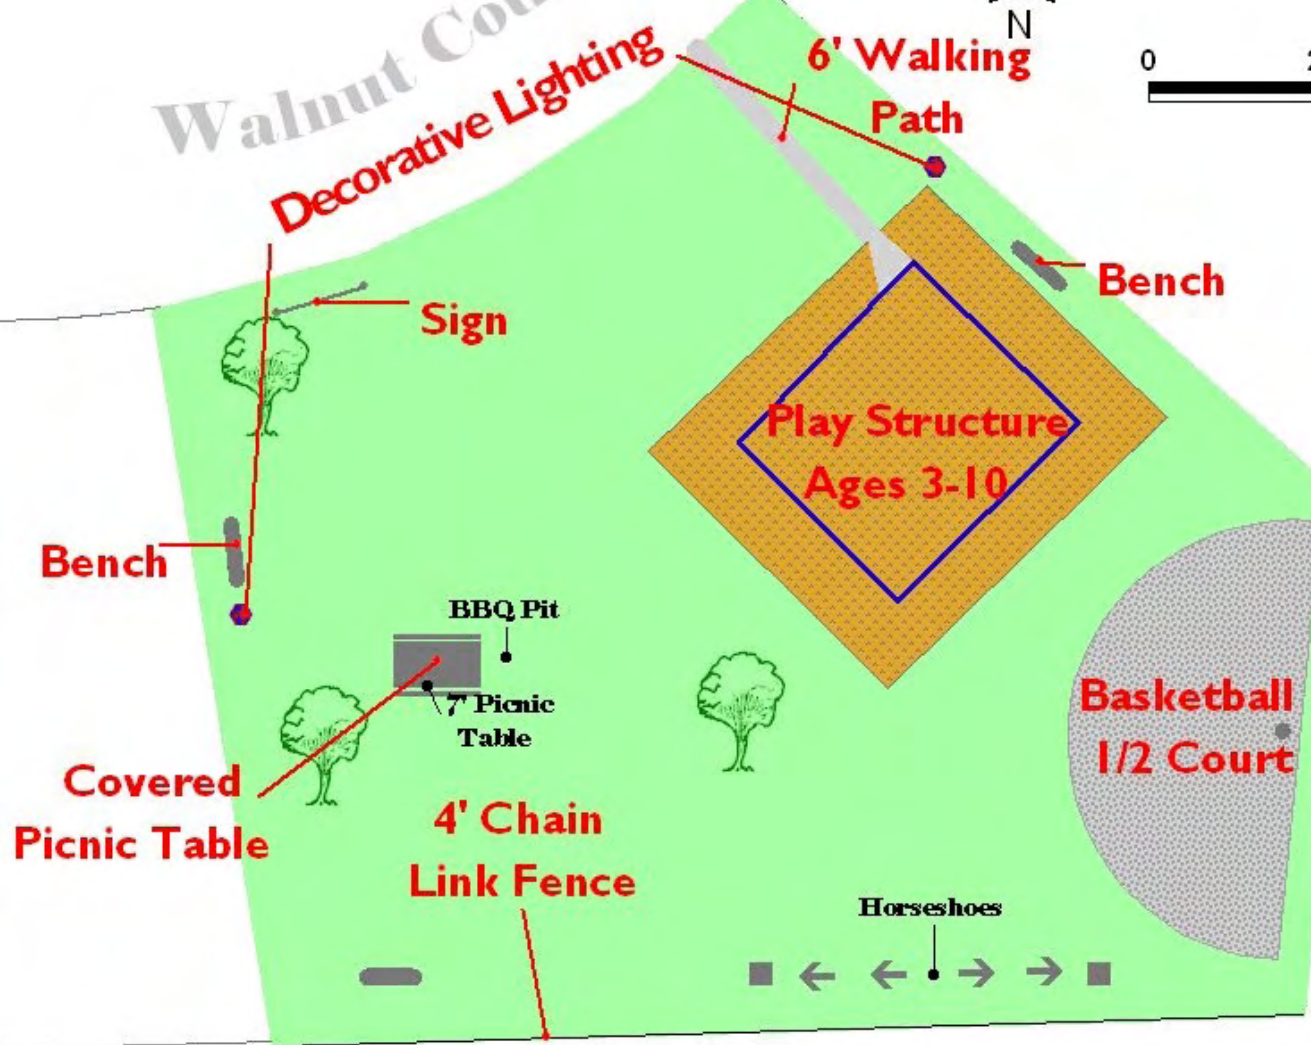 Walnut Cou
N
0
Decorative Lighting
6' Walking
Path
Bench
Sign
Play Structure
Ages 3-10
Bench
BBQ Pit
7' Picnic
Table
Basketball
1/2 Court
Covered
Picnic Table
4' Chain
Link Fence
Horseshoes